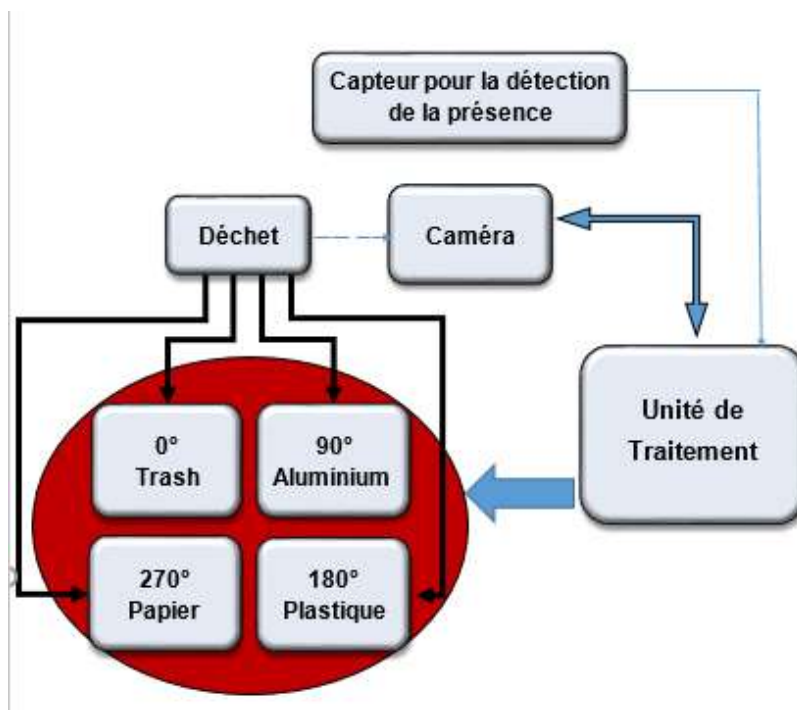 Capteur pour la détection
de la présence
Déchet
Caméra
Unité de
Traitement
0°
Trash
90°
Aluminium
270°
Papier
180°
Plastique